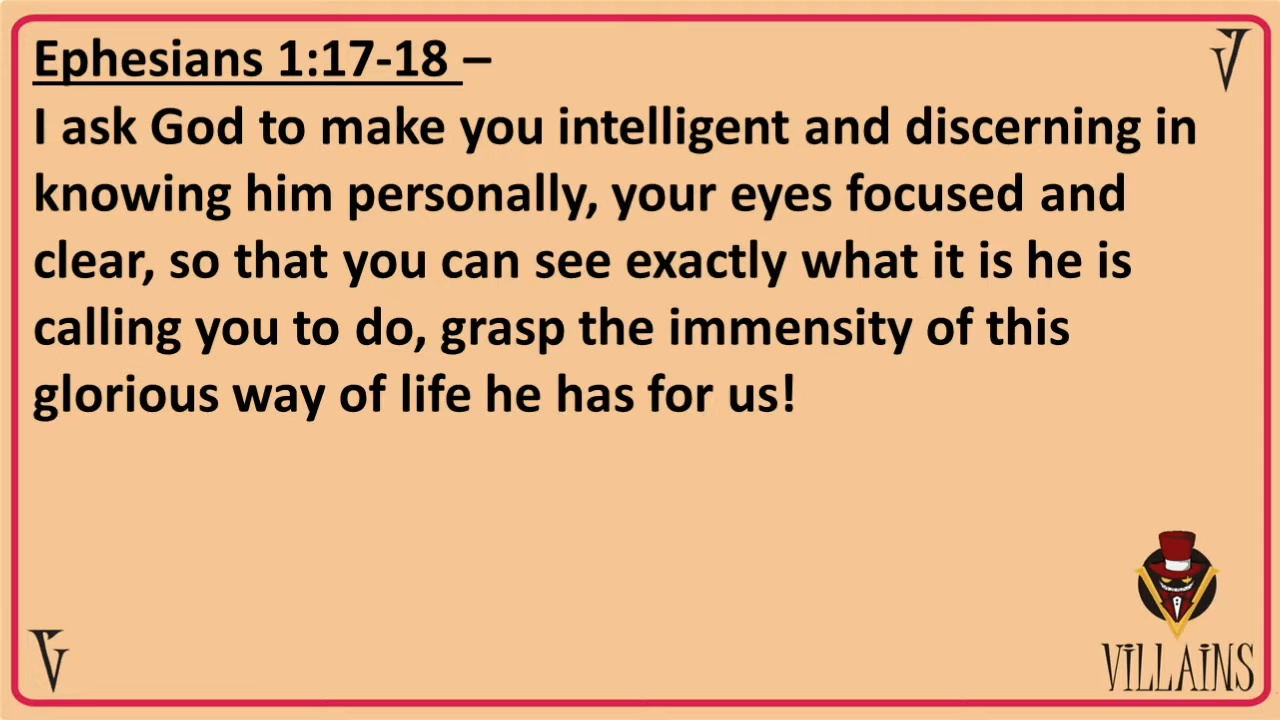 Ephesians 1:17-18 –
I ask God to make you intelligent and discerning in
knowing him personally, your eyes focused and
clear, so that you can see exactly what it is he is
calling you to do, grasp the immensity of this
glorious way of life he has for us!
V
V
VILLAINS